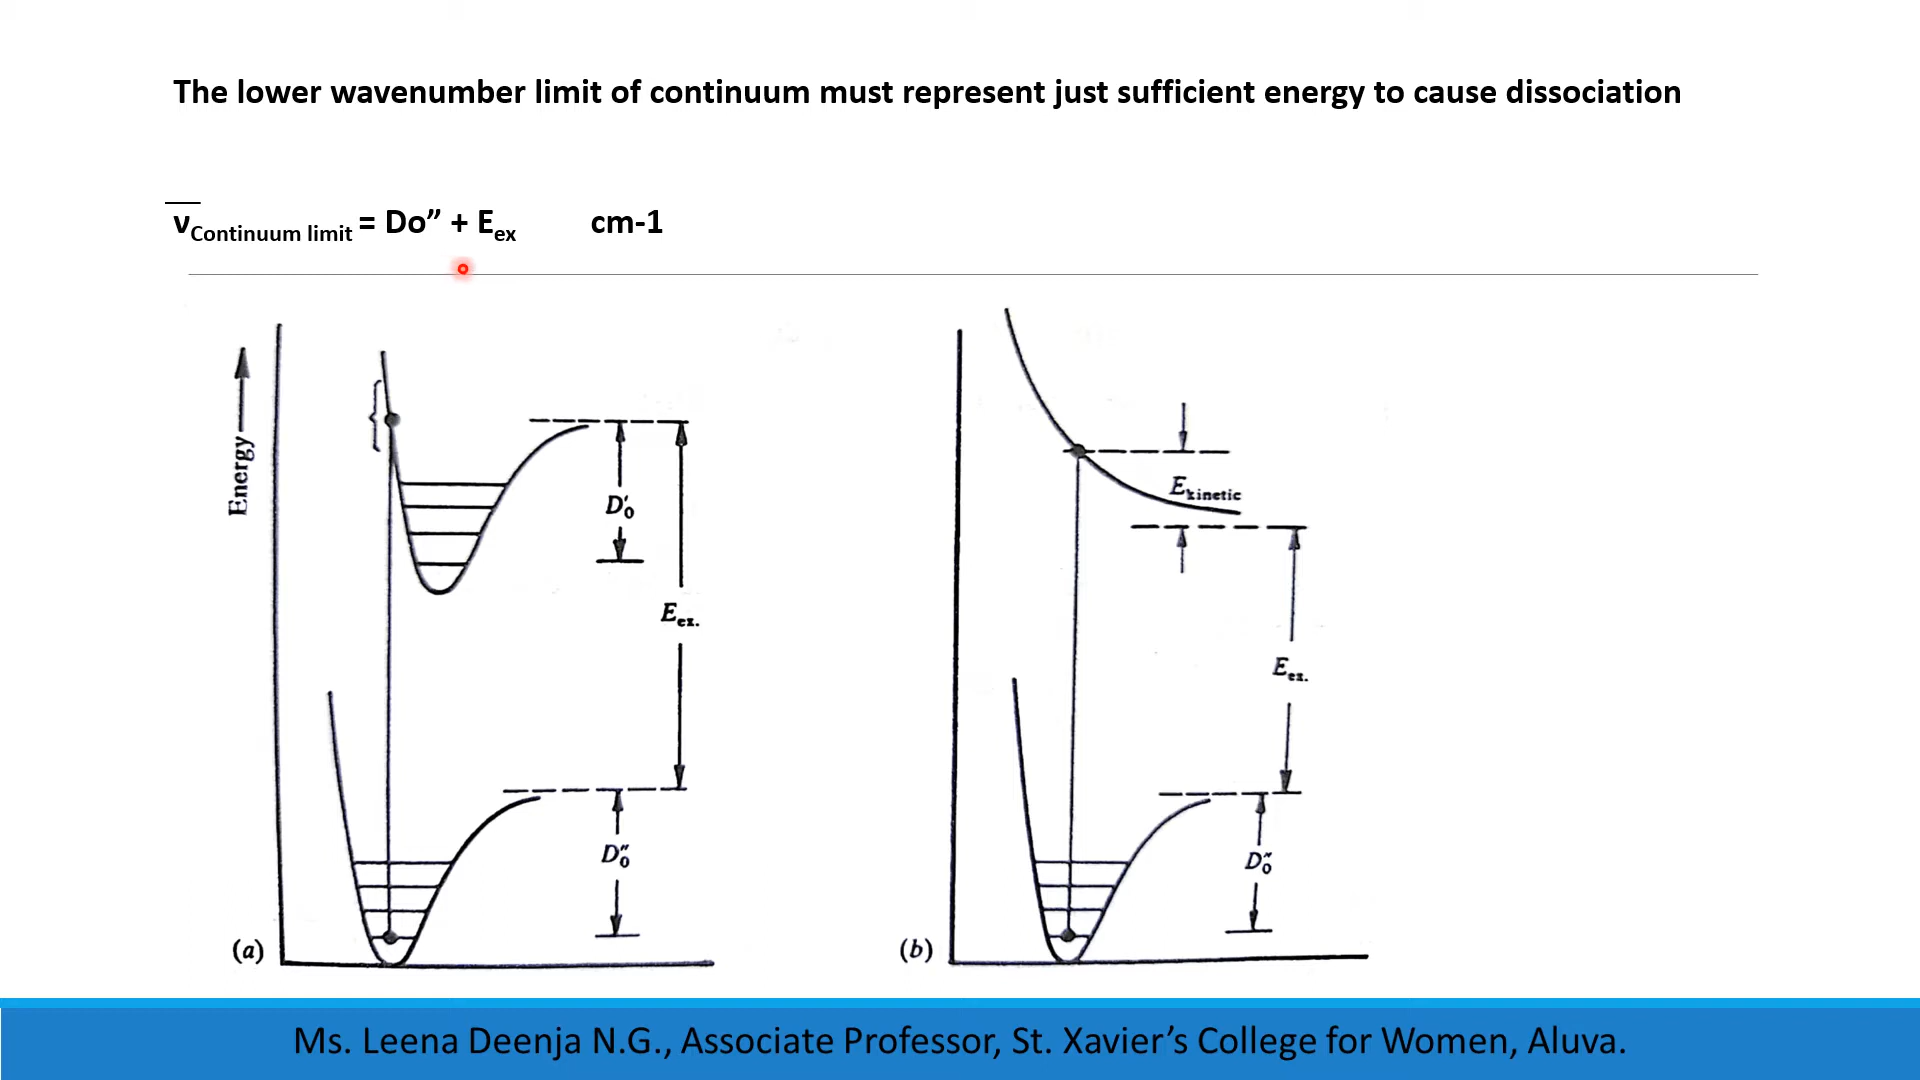 The lower wavenumber limit of continuum must represent just sufficient energy to cause dissociation
ν̅Continuum limit = Do” + Eex cm-1
Energy
D′0
Eex.
D″0
(a)
Ekinetic
Eex.
D″0
(b)
Ms. Leena Deenja N.G., Associate Professor, St. Xavier’s College for Women, Aluva.